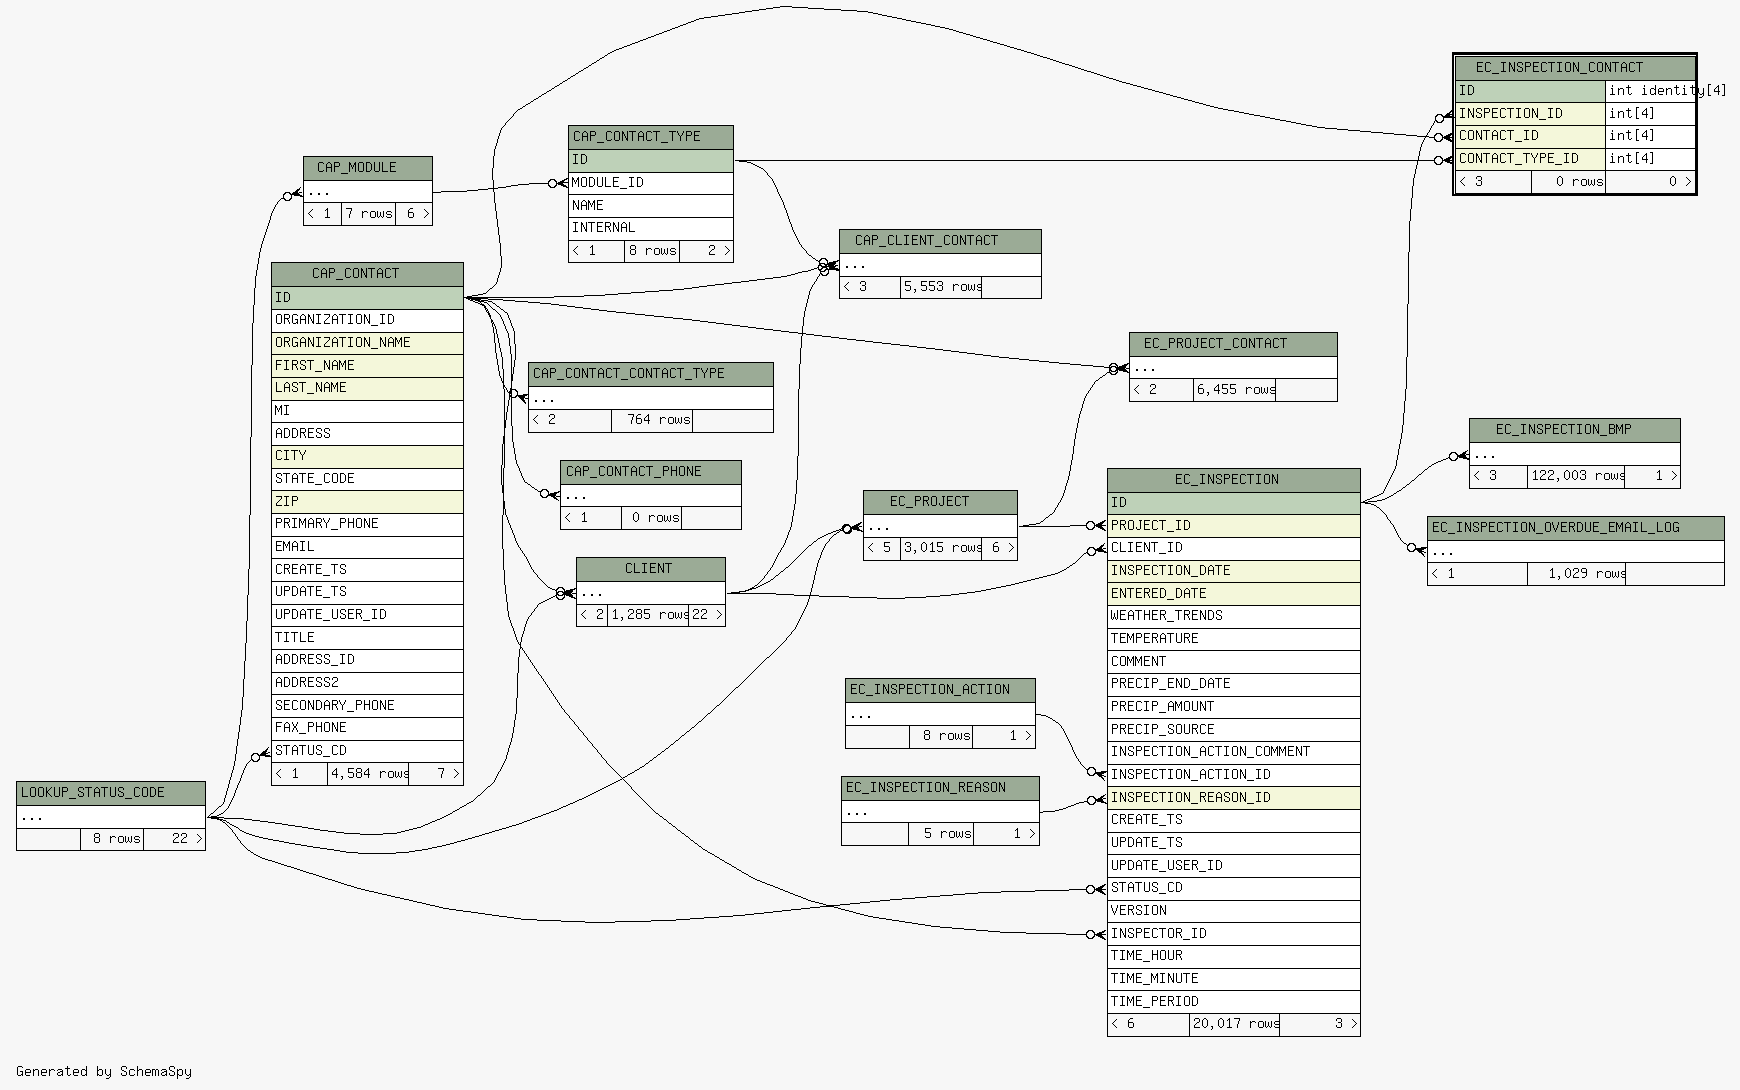 EC_INSPECTION_CONTACT
ID int identity[4]
INSPECTION_ID int[4]
CONTACT_ID int[4]
CONTACT_TYPE_ID int[4]
< 3 0 rows 0 >
CAP_CONTACT_TYPE
ID
MODULE_ID
NAME
INTERNAL
< 1 8 rows 2 >
CAP_MODULE
...
< 1 7 rows 6 >
CAP_CLIENT_CONTACT
...
< 3 5,553 rows
CAP_CONTACT
ID
ORGANIZATION_ID
ORGANIZATION_NAME
FIRST_NAME
LAST_NAME
MI
ADDRESS
CITY
STATE_CODE
ZIP
PRIMARY_PHONE
EMAIL
CREATE_TS
UPDATE_TS
UPDATE_USER_ID
TITLE
ADDRESS_ID
ADDRESS2
SECONDARY_PHONE
FAX_PHONE
STATUS_CD
< 1 4,584 rows 7 >
EC_PROJECT_CONTACT
...
< 2 6,455 rows
CAP_CONTACT_CONTACT_TYPE
...
< 2 764 rows
EC_INSPECTION_BMP
...
< 3 122,003 rows 1 >
CAP_CONTACT_PHONE
...
< 1 0 rows
EC_PROJECT
...
< 5 3,015 rows 6 >
EC_INSPECTION
ID
PROJECT_ID
CLIENT_ID
INSPECTION_DATE
ENTERED_DATE
WEATHER_TRENDS
TEMPERATURE
COMMENT
PRECIP_END_DATE
PRECIP_AMOUNT
PRECIP_SOURCE
INSPECTION_ACTION_COMMENT
INSPECTION_ACTION_ID
INSPECTION_REASON_ID
CREATE_TS
UPDATE_TS
UPDATE_USER_ID
STATUS_CD
VERSION
INSPECTOR_ID
TIME_HOUR
TIME_MINUTE
TIME_PERIOD
< 6 20,017 rows 3 >
EC_INSPECTION_OVERDUE_EMAIL_LOG
...
< 1 1,029 rows
CLIENT
...
< 2 1,285 rows 22 >
EC_INSPECTION_ACTION
...
8 rows 1 >
EC_INSPECTION_REASON
...
5 rows 1 >
LOOKUP_STATUS_CODE
...
8 rows 22 >
Generated by SchemaSpy